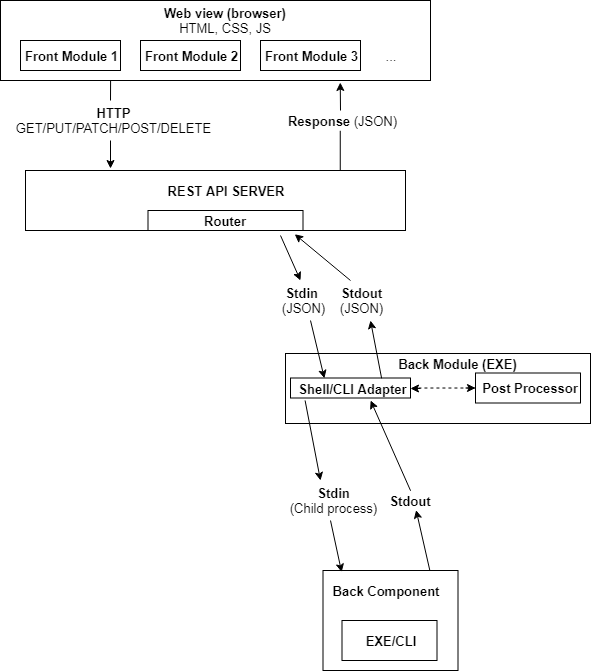 Web view (browser)
HTML, CSS, JS
Front Module 1
Front Module 2
Front Module 3
...
HTTP
GET/PUT/PATCH/POST/DELETE
Response (JSON)
REST API SERVER
Router
Stdin
(JSON)
Stdout
(JSON)
Back Module (EXE)
Shell/CLI Adapter
Post Processor
Stdin
(Child process)
Stdout
Back Component
EXE/CLI